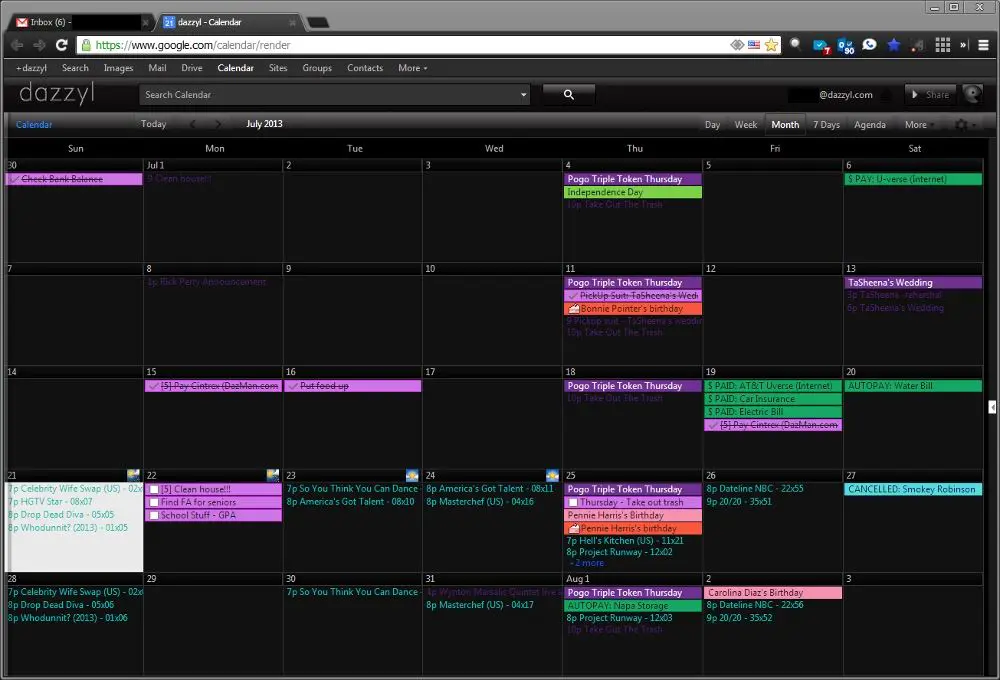 Inbox (6) -
dazzyl - Calendar
https://www.google.com/calendar/render
7
90
+dazzyl Search Images Mail Drive Calendar Sites Groups Contacts More
dazzyl
Search Calendar
@dazzyl.com
Share
Calendar
Today
July 2013
Day Week Month 7 Days Agenda More
Sun Mon Tue Wed Thu Fri Sat
30 Jul 1 2 3 4 5 6
Check Bank Balance
Clean house!!!
Pogo Triple Token Thursday
Independence Day
10p Take Out The Trash
$ PAY: U-verse (Internet)
7 8 9 10 11 12 13
1p Rick Perry Announcement
Pogo Triple Token Thursday
PickUp Suit: TaSheena's Wed
Bonnie Pointer's birthday
9 Pickup suit - TaSheena's weddin
10p Take Out The Trash
TaSheena's Wedding
TaSheena rehearsal
6p TaSheena's Wedding
14 15 16 17 18 19 20
[5] Pay Cintrex (DazMan.com
Put food up
Pogo Triple Token Thursday
10p Take Out The Trash
$ PAID: AT&T Uverse (Internet)
$ PAID: Car Insurance
$ PAID: Electric Bill
[5] Pay Cintrex (DazMan.com
AUTOPAY: Water Bill
21 22 23 24 25 26 27
7p Celebrity Wife Swap (US) - 02x
7p HGTV Star - 08x07
8p Drop Dead Diva - 05x05
8p Whodunnit? (2013) - 01x05
[5] Clean house!!!
Find FA for seniors
School Stuff - GPA
7p So You Think You Can Dance
8p America's Got Talent - 08x10
8p America's Got Talent - 08x11
8p Masterchef (US) - 04x16
Pogo Triple Token Thursday
Thursday - Take out trash
Pennie Harris's Birthday
Pennie Harris's birthday
7p Hell's Kitchen (US) - 11x21
8p Project Runway - 12x02
+2 more
8p Dateline NBC - 22x55
9p 20/20 - 35x51
CANCELLED: Smokey Robinson
28 29 30 31 Aug 1 2 3
7p Celebrity Wife Swap (US) - 02x
8p Drop Dead Diva - 05x06
8p Whodunnit? (2013) - 01x06
7p So You Think You Can Dance
Wynton Marsalis Quintet live
8p Masterchef (US) - 04x17
Pogo Triple Token Thursday
AUTOPAY: Napa Storage
8p Project Runway - 12x03
10p Take Out The Trash
Carolina Diaz's Birthday
8p Dateline NBC - 22x56
9p 20/20 - 35x52